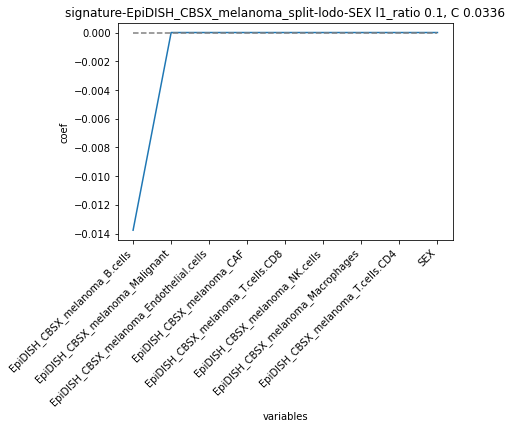 signature-EpiDISH_CBSX_melanoma_split-lodo-SEX l1_ratio 0.1, C 0.0336
0.000
−0.002
−0.004
−0.006
−0.008
−0.010
−0.012
−0.014
coef
EpiDISH_CBSX_melanoma_B.cells
EpiDISH_CBSX_melanoma_Malignant
EpiDISH_CBSX_melanoma_Endothelial.cells
EpiDISH_CBSX_melanoma_CAF
EpiDISH_CBSX_melanoma_T.cells.CD8
EpiDISH_CBSX_melanoma_NK.cells
EpiDISH_CBSX_melanoma_Macrophages
EpiDISH_CBSX_melanoma_T.cells.CD4
SEX
variables